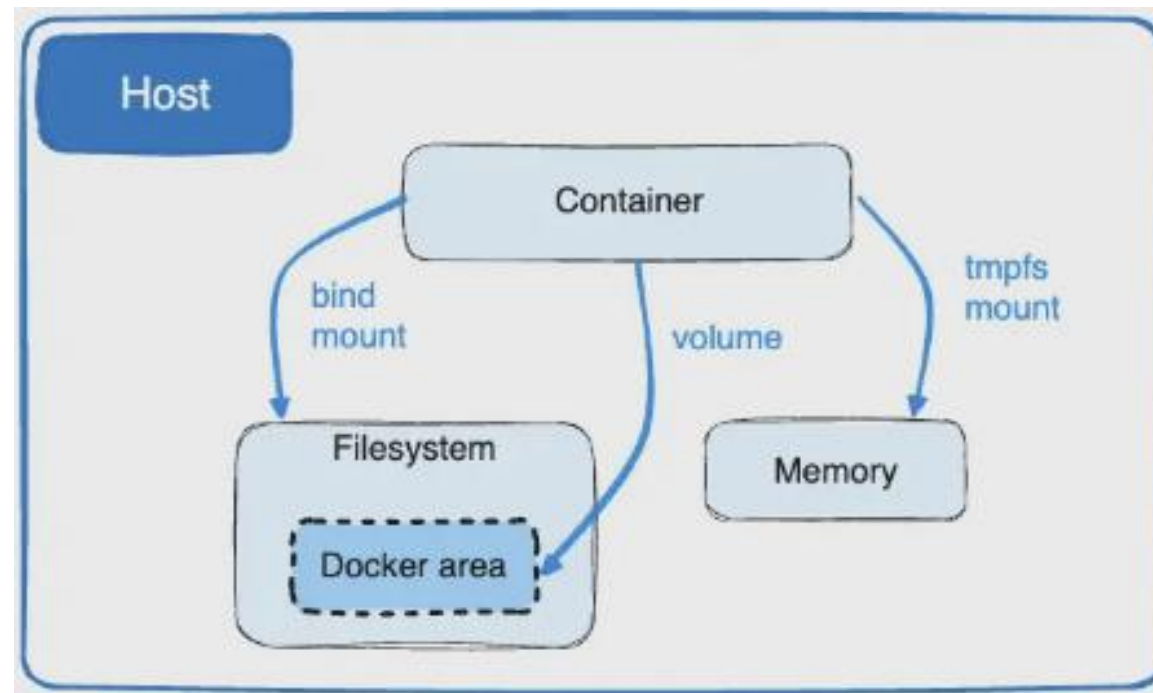 Host
Container
bind
mount
volume
tmpfs
mount
Filesystem
Memory
Docker area